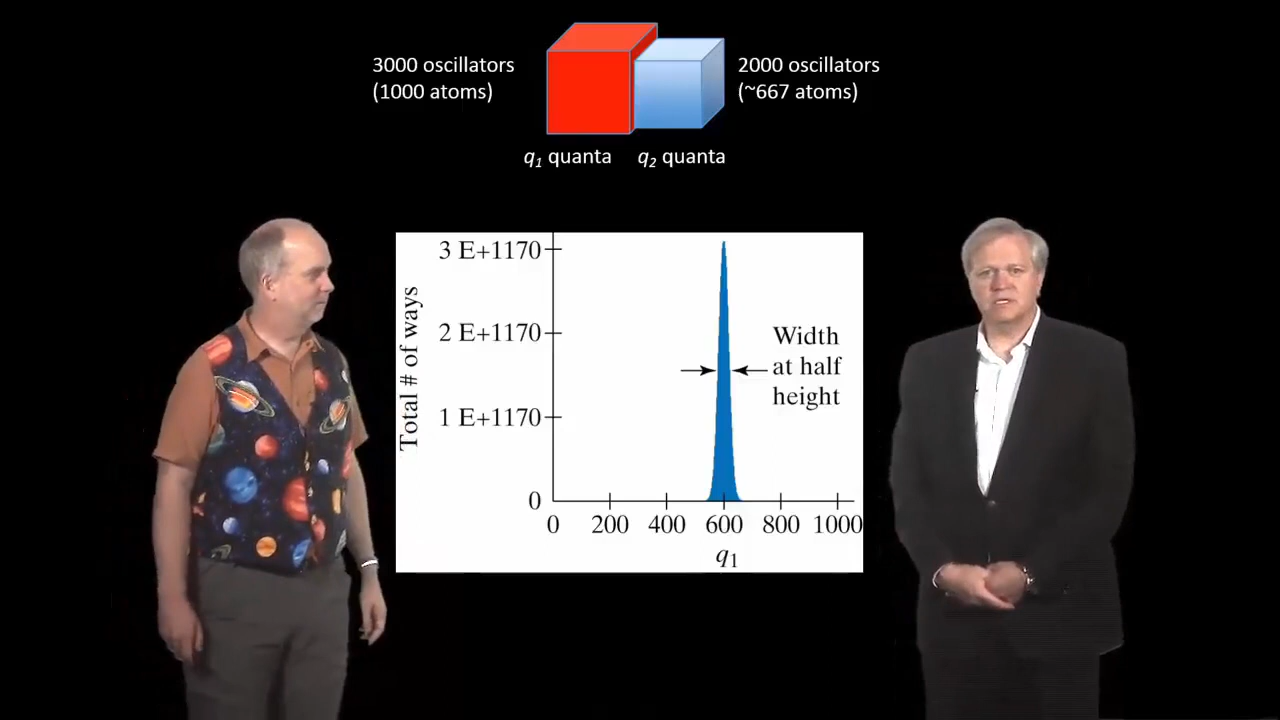 3000 oscillators
(1000 atoms)
2000 oscillators
(~667 atoms)
q₁ quanta
q₂ quanta
Total # of ways
3 E+1170
2 E+1170
1 E+1170
0
Width
at half
height
0 200 400 600 800 1000
q₁